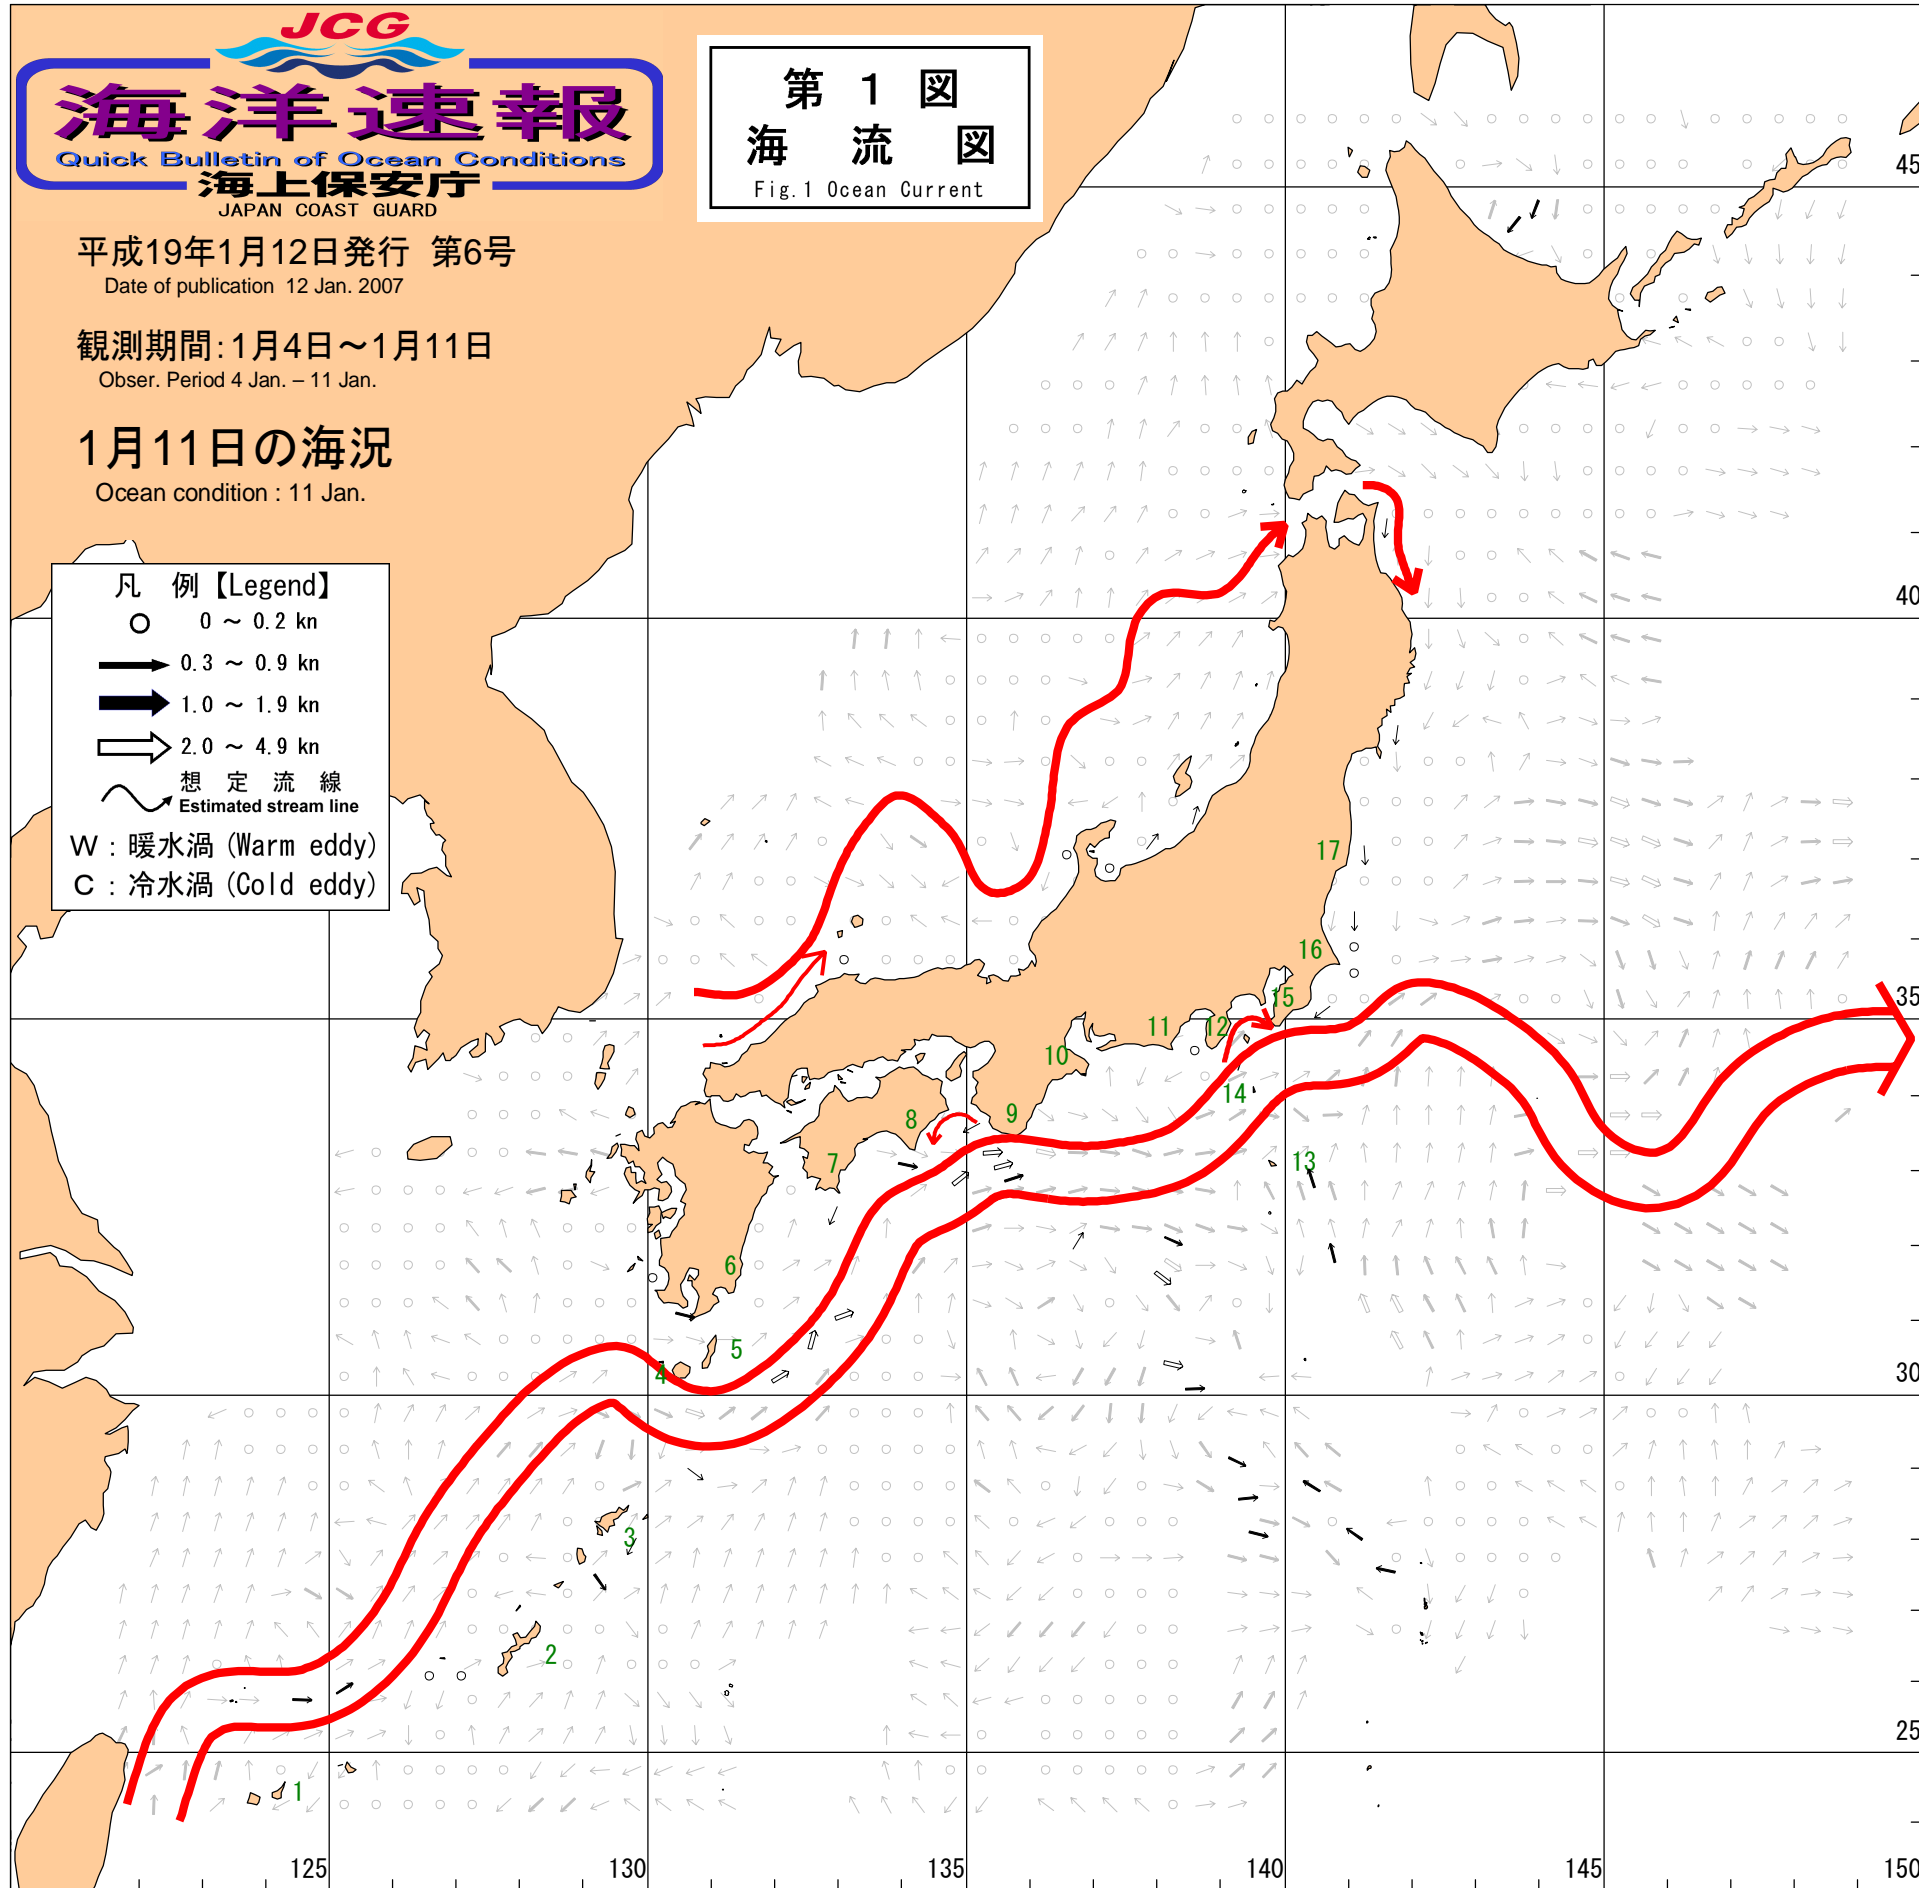 JCG
海洋速報
Quick Bulletin of Ocean Conditions
海上保安庁
JAPAN COAST GUARD
平成19年1月12日発行 第6号
Date of publication 12 Jan. 2007
観測期間:1月4日～1月11日
Obser. Period 4 Jan. – 11 Jan.
1月11日の海況
Ocean condition : 11 Jan.
第 1 図
海 流 図
Fig.1 Ocean Current
凡 例【Legend】
0 ～ 0.2 kn
0.3 ～ 0.9 kn
1.0 ～ 1.9 kn
2.0 ～ 4.9 kn
想 定 流 線
Estimated stream line
W : 暖水渦 (Warm eddy)
C : 冷水渦 (Cold eddy)
45
40
35
30
25
17
16
15
11
12
10
14
9
8
7
13
6
5
4
3
2
1
125
130
135
140
145
150